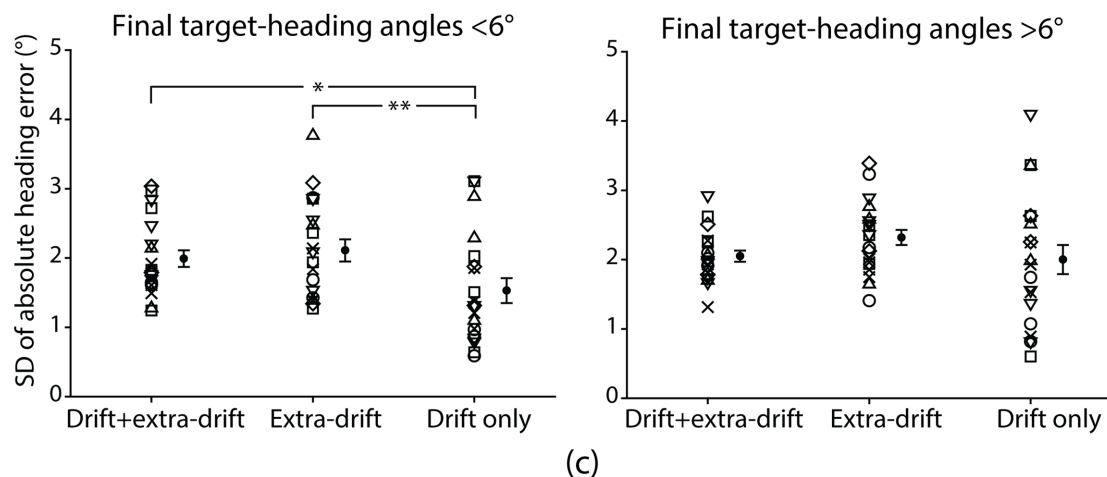 Final target-heading angles <6°
Final target-heading angles >6°
SD of absolute heading error (°)
5
4
3
2
1
0
*
**
Drift+extra-drift
Extra-drift
Drift only
5
4
3
2
1
0
Drift+extra-drift
Extra-drift
Drift only
(c)